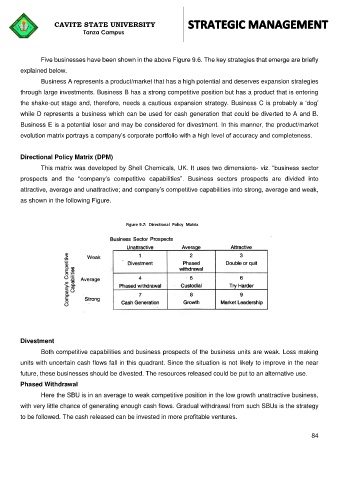 CAVITE STATE UNIVERSITY
Tanza Campus
STRATEGIC MANAGEMENT
Five businesses have been shown in the above Figure 9.6. The key strategies that emerge are briefly
explained below.
Business A represents a product/market that has a high potential and deserves expansion strategies
through large investments. Business B has a strong competitive position but has a product that is entering
the shake-out stage and, therefore, needs a cautious expansion strategy. Business C is probably a 'dog'
while D represents a business which can be used for cash generation that could be diverted to A and B.
Business E is a potential loser and may be considered for divestment. In this manner, the product/market
evolution matrix portrays a company's corporate portfolio with a high level of accuracy and completeness.
Directional Policy Matrix (DPM)
This matrix was developed by Shell Chemicals, UK. It uses two dimensions- viz. "business sector
prospects and the "company's competitive capabilities". Business sectors prospects are divided into
attractive, average and unattractive; and company's competitive capabilities into strong, average and weak,
as shown in the following Figure.
Figure 9.7: Directional Policy Matrix
Business Sector Prospects
Unattractive Average Attractive
Company's Competitive
Capabilities
Weak 1 2 3
Divestment Phased Double or quit
withdrawal
Average 4 5 6
Phased withdrawal Custodial Try Harder
Strong 7 8 9
Cash Generation Growth Market Leadership
Divestment
Both competitive capabilities and business prospects of the business units are weak. Loss making
units with uncertain cash flows fall in this quadrant. Since the situation is not likely to improve in the near
future, these businesses should be divested. The resources released could be put to an alternative use.
Phased Withdrawal
Here the SBU is in an average to weak competitive position in the low growth unattractive business,
with very little chance of generating enough cash flows. Gradual withdrawal from such SBUs is the strategy
to be followed. The cash released can be invested in more profitable ventures.
84